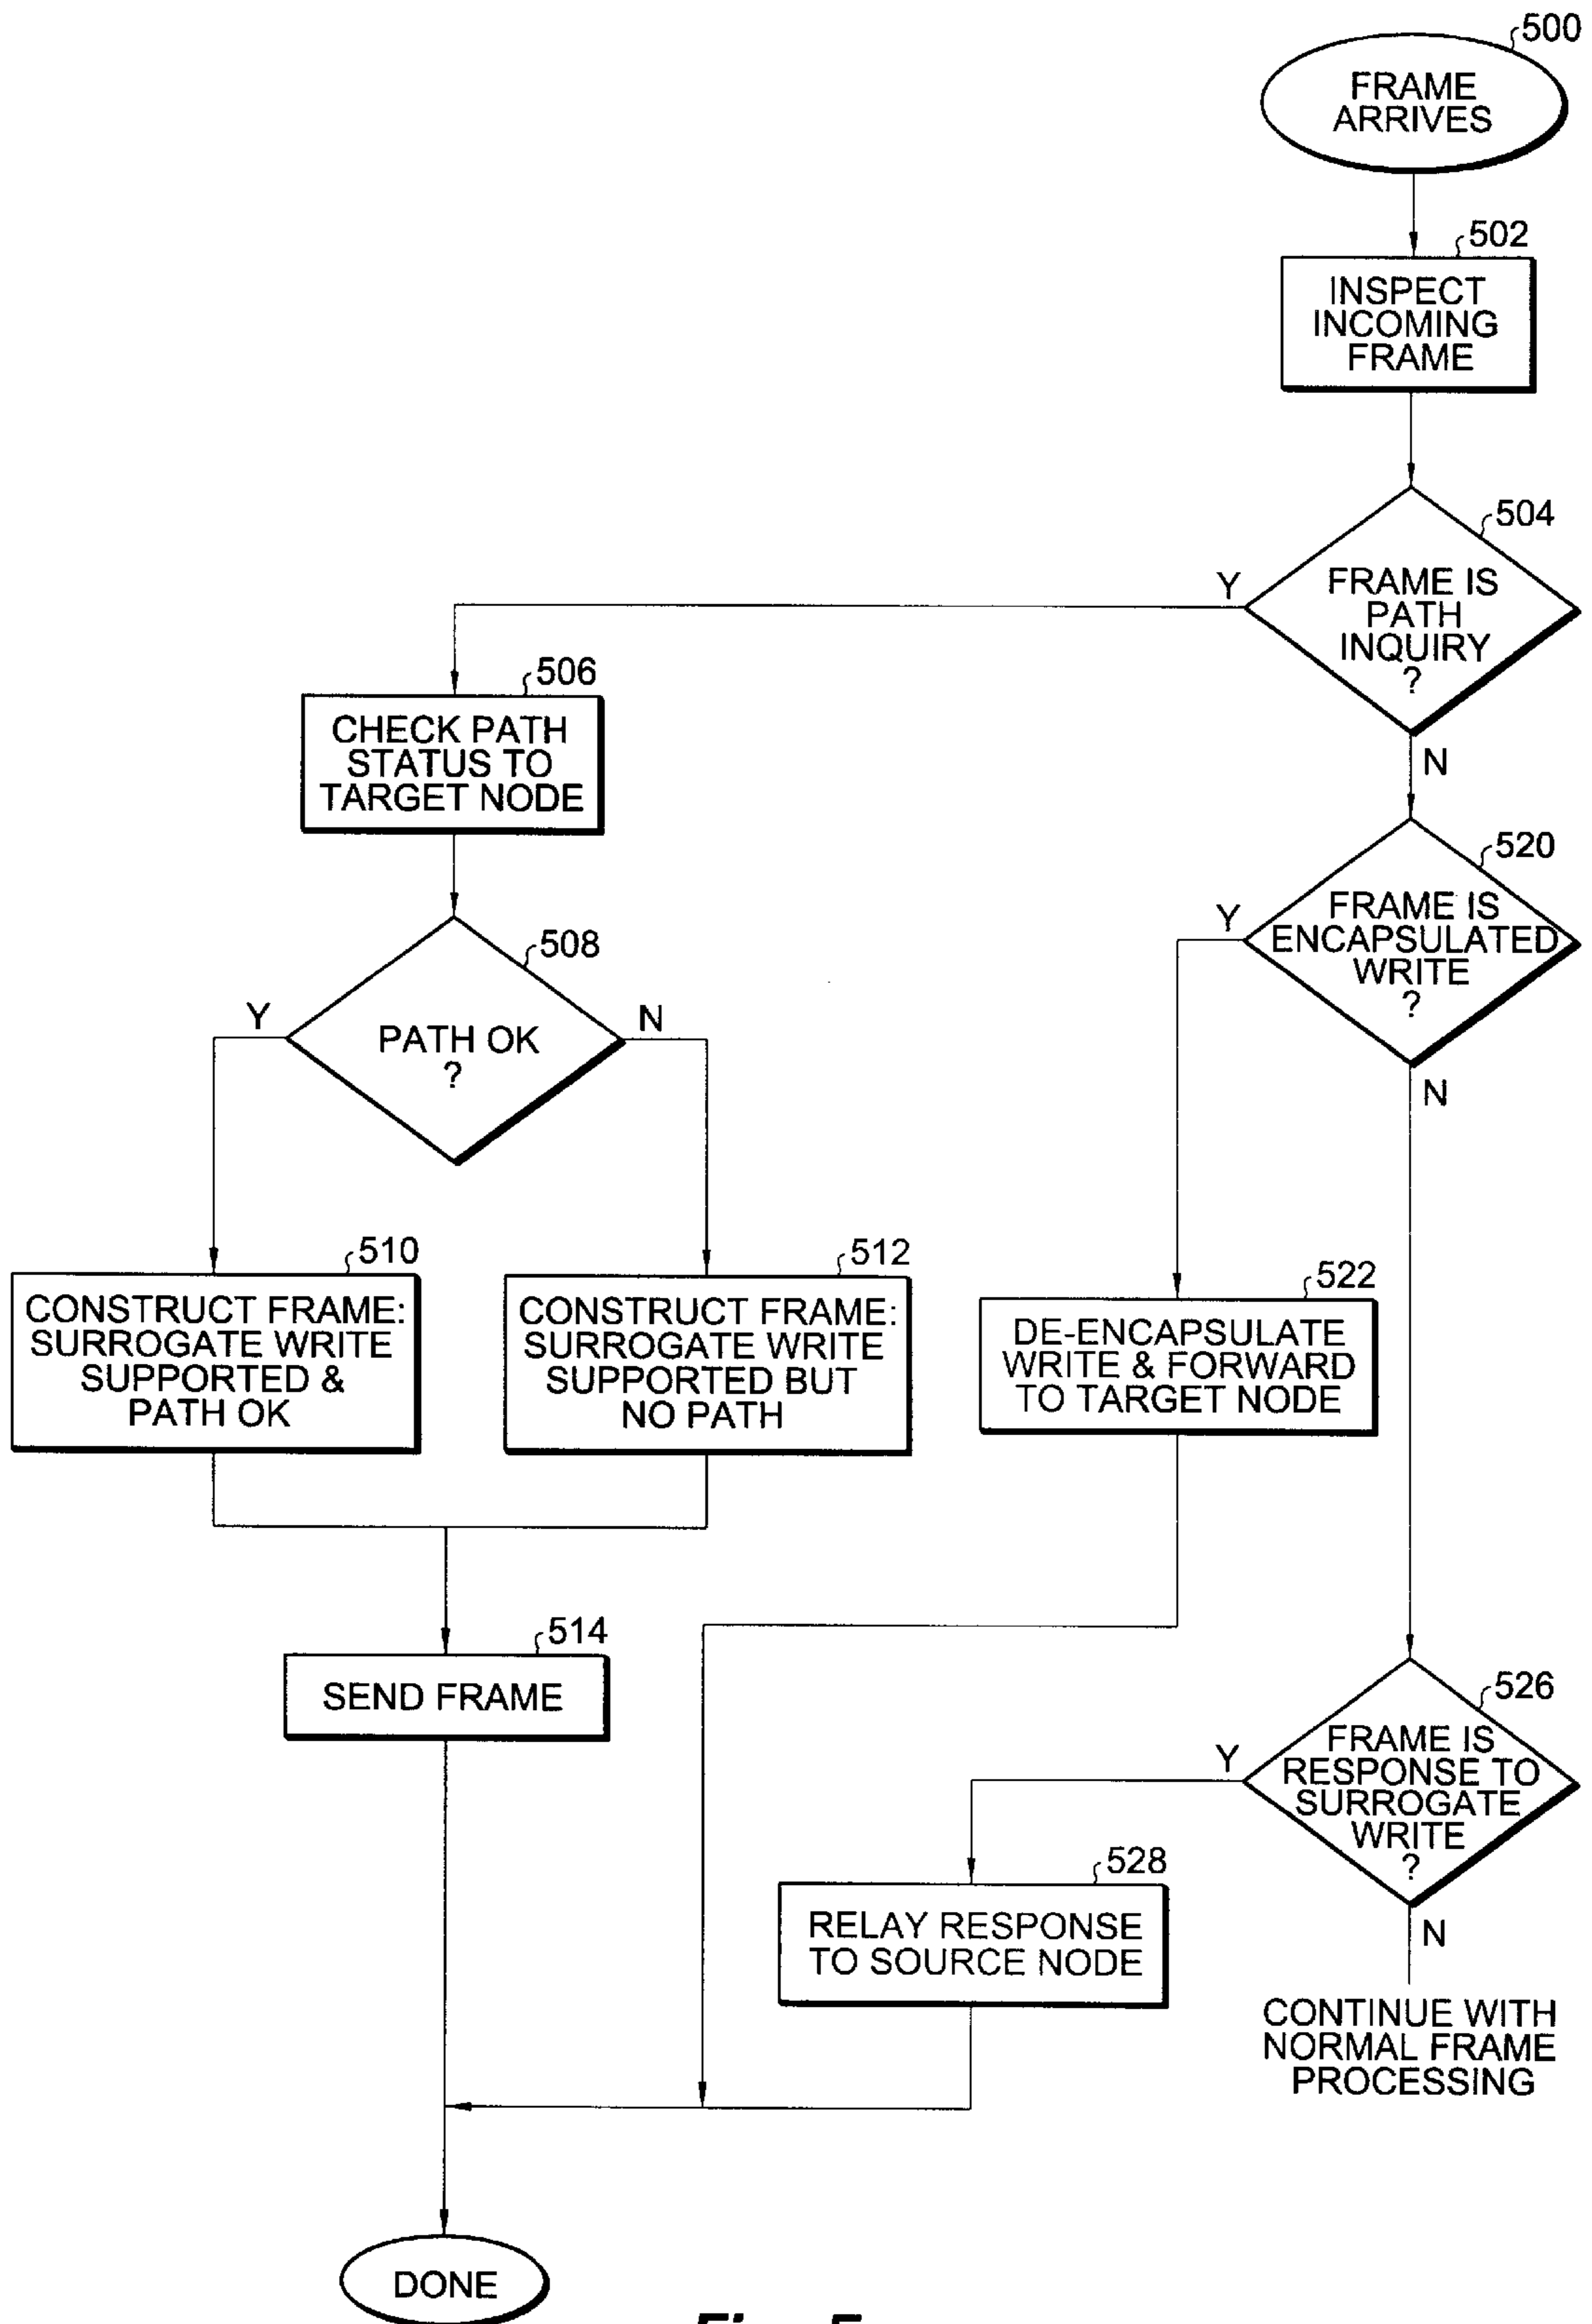 500
FRAME
ARRIVES
502
INSPECT
INCOMING
FRAME
504
FRAME IS
PATH
INQUIRY
?
Y
N
506
CHECK PATH
STATUS TO
TARGET NODE
508
PATH OK
?
Y
N
510
CONSTRUCT FRAME:
SURROGATE WRITE
SUPPORTED &
PATH OK
512
CONSTRUCT FRAME:
SURROGATE WRITE
SUPPORTED BUT
NO PATH
514
SEND FRAME
520
FRAME IS
ENCAPSULATED
WRITE
?
Y
N
522
DE-ENCAPSULATE
WRITE & FORWARD
TO TARGET NODE
526
FRAME IS
RESPONSE TO
SURROGATE
WRITE
?
Y
N
528
RELAY RESPONSE
TO SOURCE NODE
CONTINUE WITH
NORMAL FRAME
PROCESSING
DONE